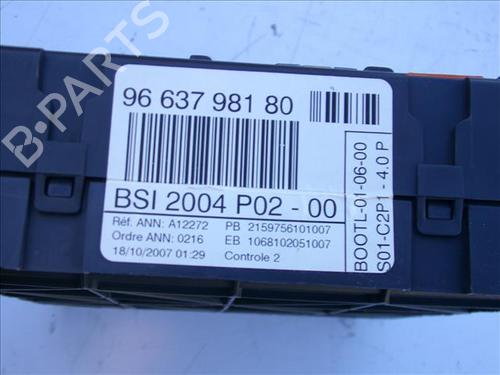 B-PARTS
96 637 981 80
BSI 2004 P02 - 00
Réf. ANN: A12272 PB 2159756101007
Ordre ANN: 0216 EB 1068102051007
18/10/2007 01:29 Controle 2
BOOTL-01-06-00
S01-C2P1 - 4.0 P